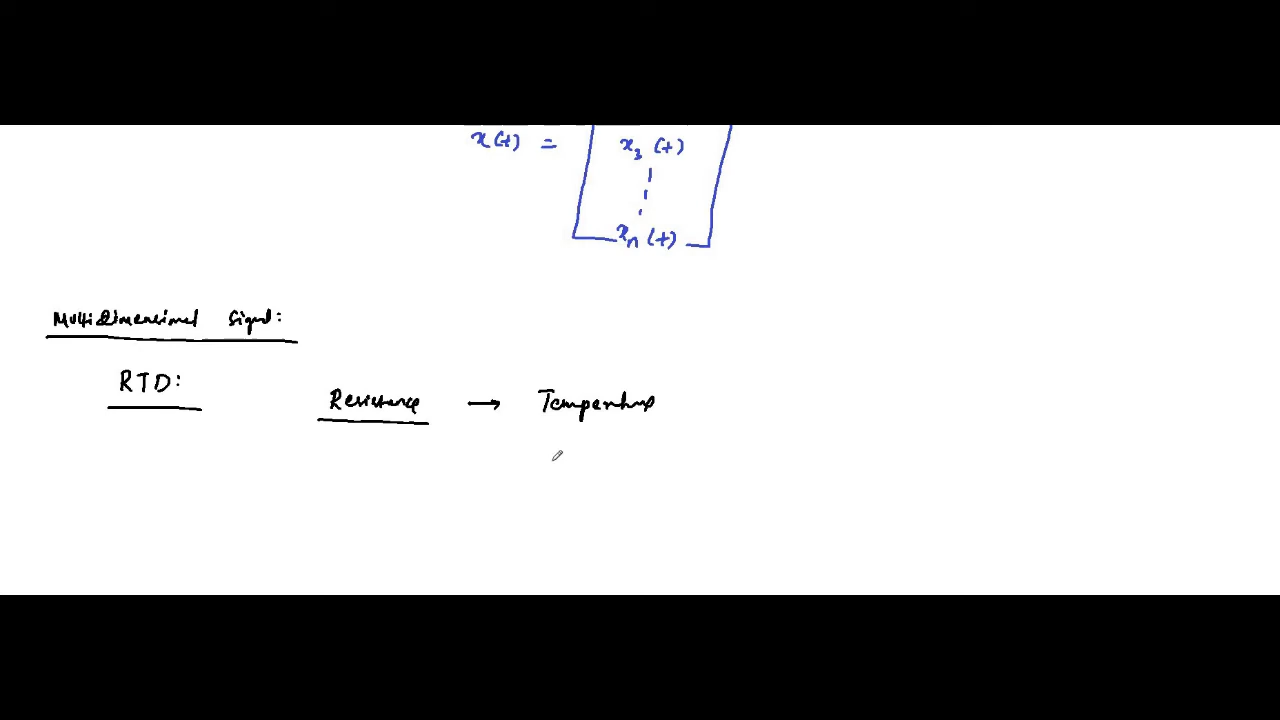 x(t) = x₃(t)
xₙ(t)
Multidimensional Signal:
RTD:
Resistance → Temperature